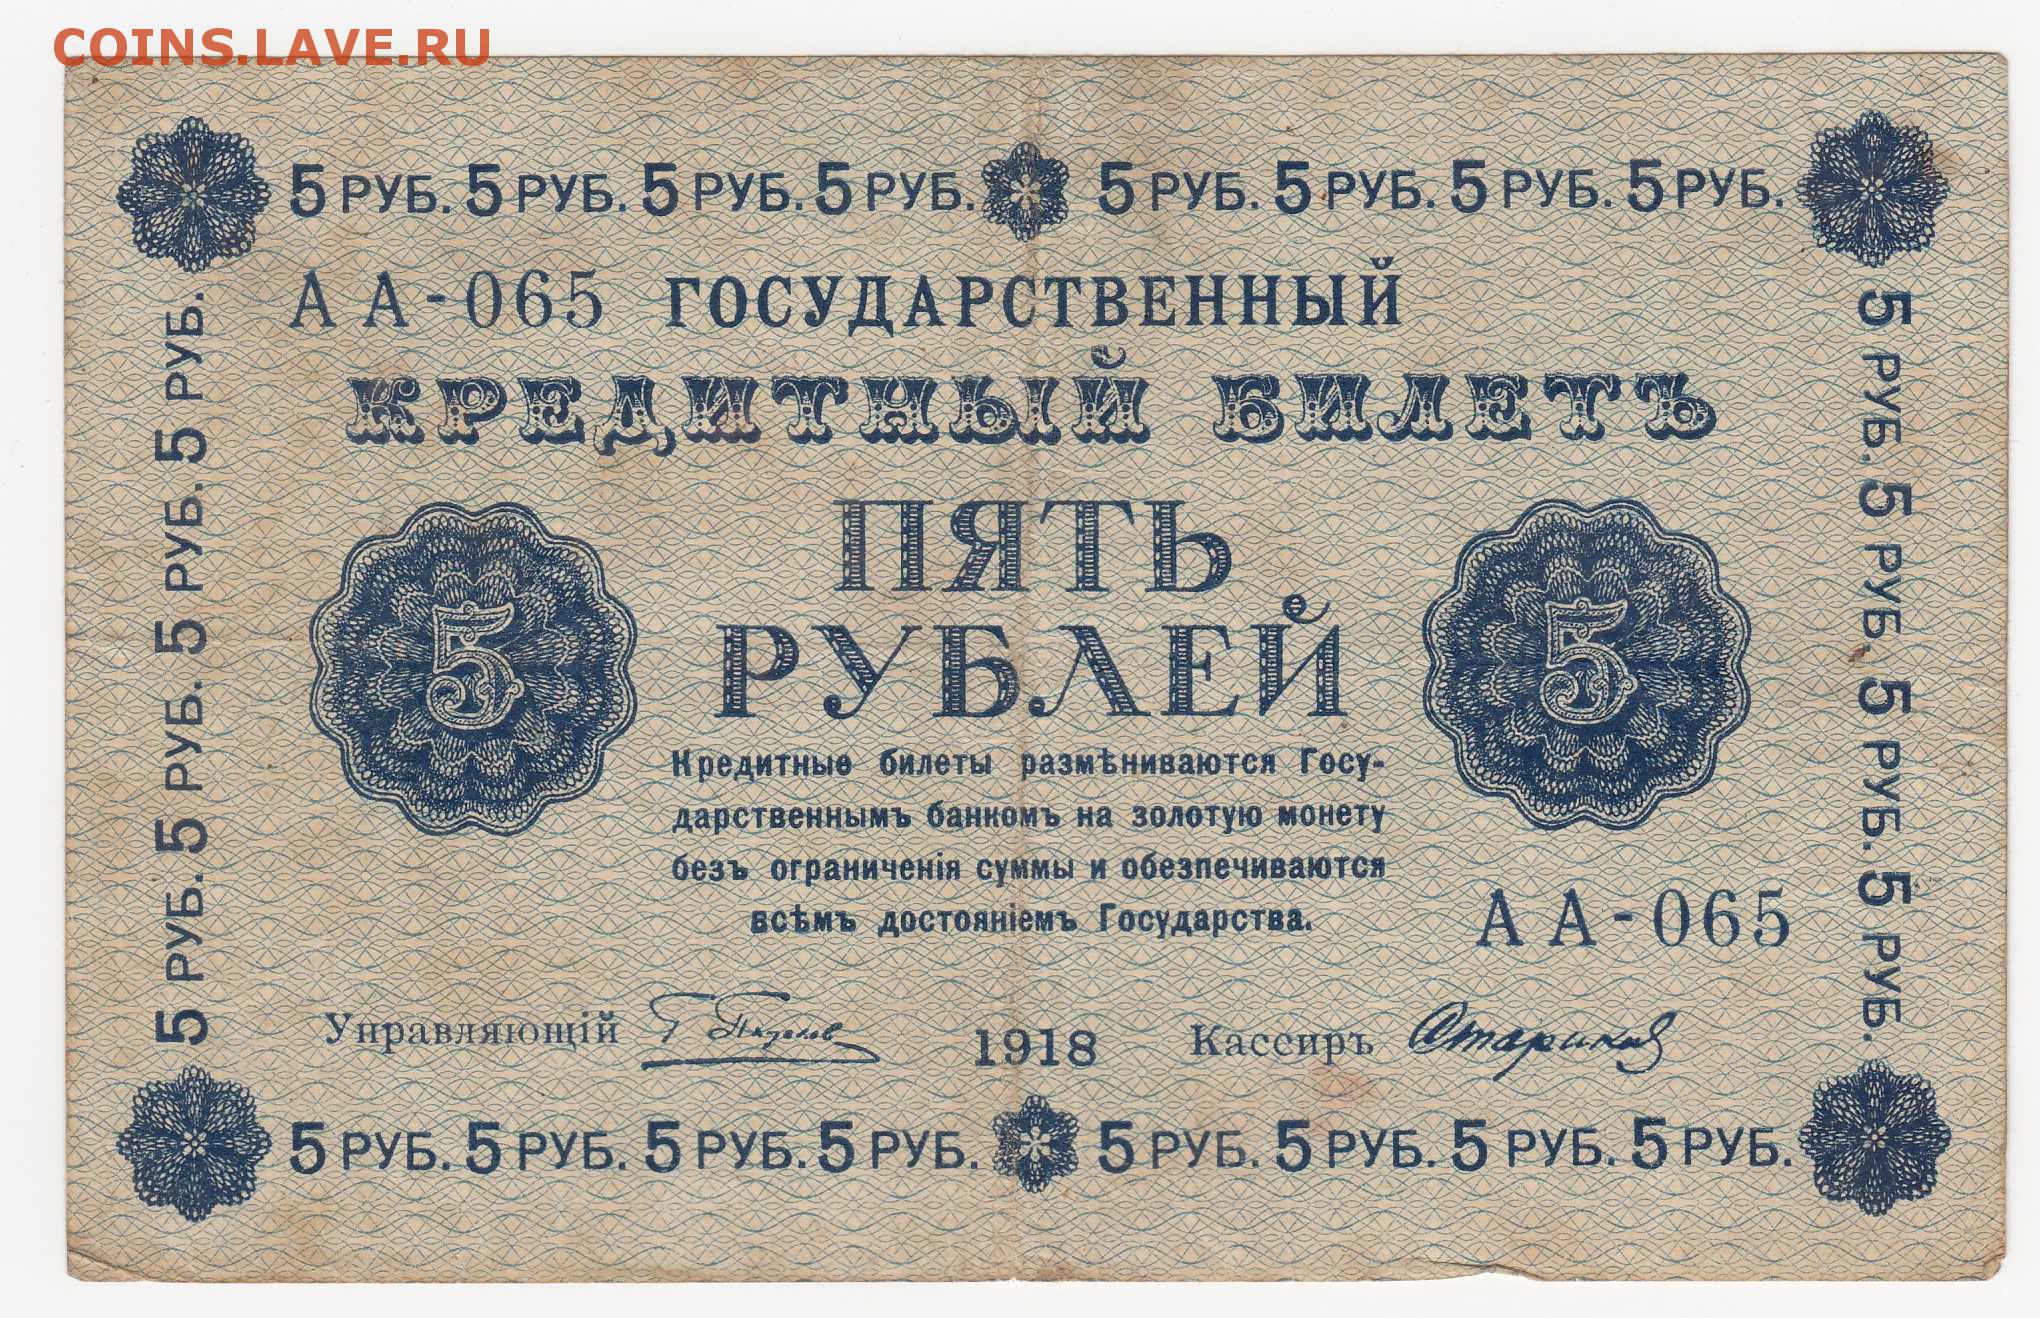 COINS.LAVE.RU
5 РУБ. 5 РУБ. 5 РУБ. 5 РУБ. 5 РУБ. 5 РУБ. 5 РУБ. 5 РУБ.
АА-065 ГОСУДАРСТВЕННЫЙ
КРЕДИТНЫЙ БИЛЕТЪ
ПЯТЬ
РУБЛЕЙ
5
5
Кредитные билеты размѣниваются Госу-
дарственнымъ банкомъ на золотую монету
безъ ограниченія суммы и обезпечиваются
всѣмъ достояніемъ Государства.
АА-065
Управляющій Г. Пятаков 1918 Кассиръ Стариков
5 РУБ. 5 РУБ. 5 РУБ. 5 РУБ. 5 РУБ. 5 РУБ. 5 РУБ. 5 РУБ.
5 РУБ. 5 РУБ. 5 РУБ. 5 РУБ.
5 РУБ. 5 РУБ. 5 РУБ. 5 РУБ.